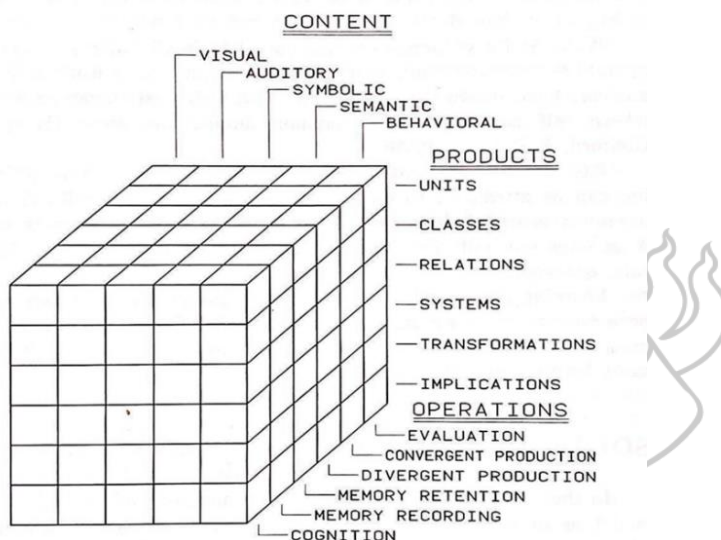 CONTENT
VISUAL
AUDITORY
SYMBOLIC
SEMANTIC
BEHAVIORAL
PRODUCTS
UNITS
CLASSES
RELATIONS
SYSTEMS
TRANSFORMATIONS
IMPLICATIONS
OPERATIONS
EVALUATION
CONVERGENT PRODUCTION
DIVERGENT PRODUCTION
MEMORY RETENTION
MEMORY RECORDING
COGNITION